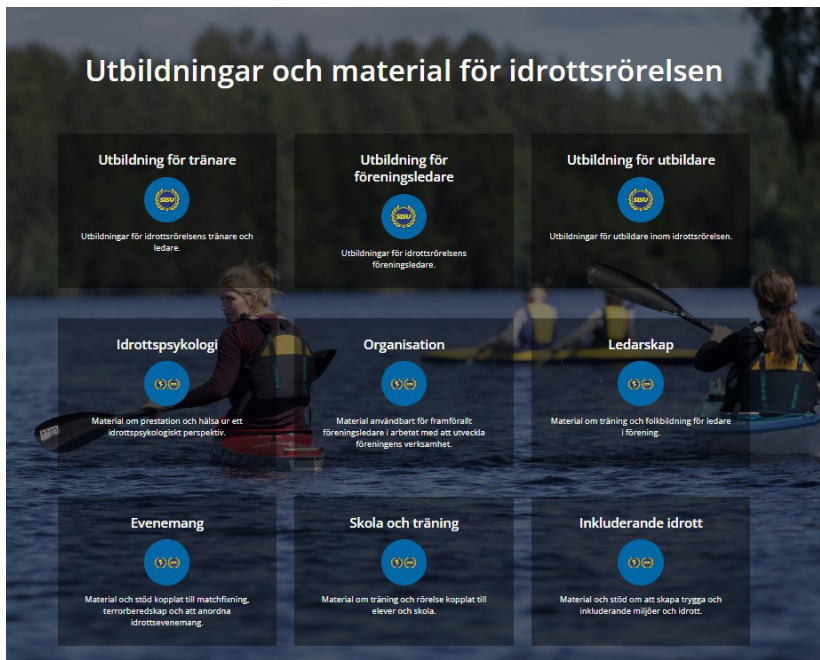 Utbildningar och material för idrottsrörelsen
Utbildning för tränare
SISU
Utbildningar för idrottsrörelsens tränare och
ledare.
Utbildning för
föreningsledare
SISU
Utbildningar för idrottsrörelsens
föreningsledare.
Utbildning för utbildare
SISU
Utbildningar för utbildare inom idrottsrörelsen.
Idrottspsykologi
Material om prestation och hälsa ur ett
idrottspsykologiskt perspektiv.
Organisation
Material användbart för framförallt
föreningsledare i arbetet med att utveckla
föreningens verksamhet.
Ledarskap
Material om träning och folkbildning för ledare
i förening.
Evenemang
Material och stöd kopplat till matchfixning,
terrorberedskap och att anordna
idrottsevenemang.
Skola och träning
Material om träning och rörelse kopplat till
elever och skola.
Inkluderande idrott
Material och stöd om att skapa trygga och
inkluderande miljöer och idrott.